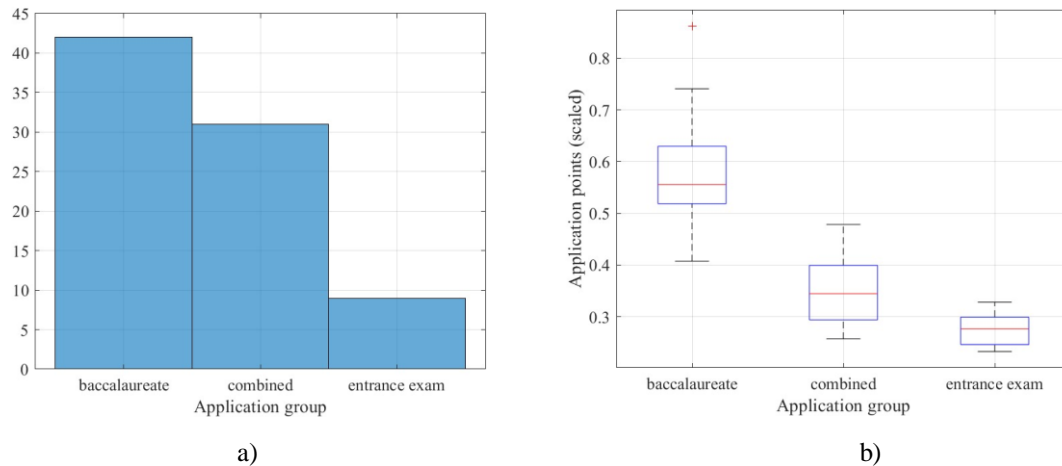 45
40
35
30
25
20
15
10
5
0
baccalaureate combined entrance exam
Application group
a)
Application points (scaled)
0.8
0.7
0.6
0.5
0.4
0.3
baccalaureate combined entrance exam
Application group
b)